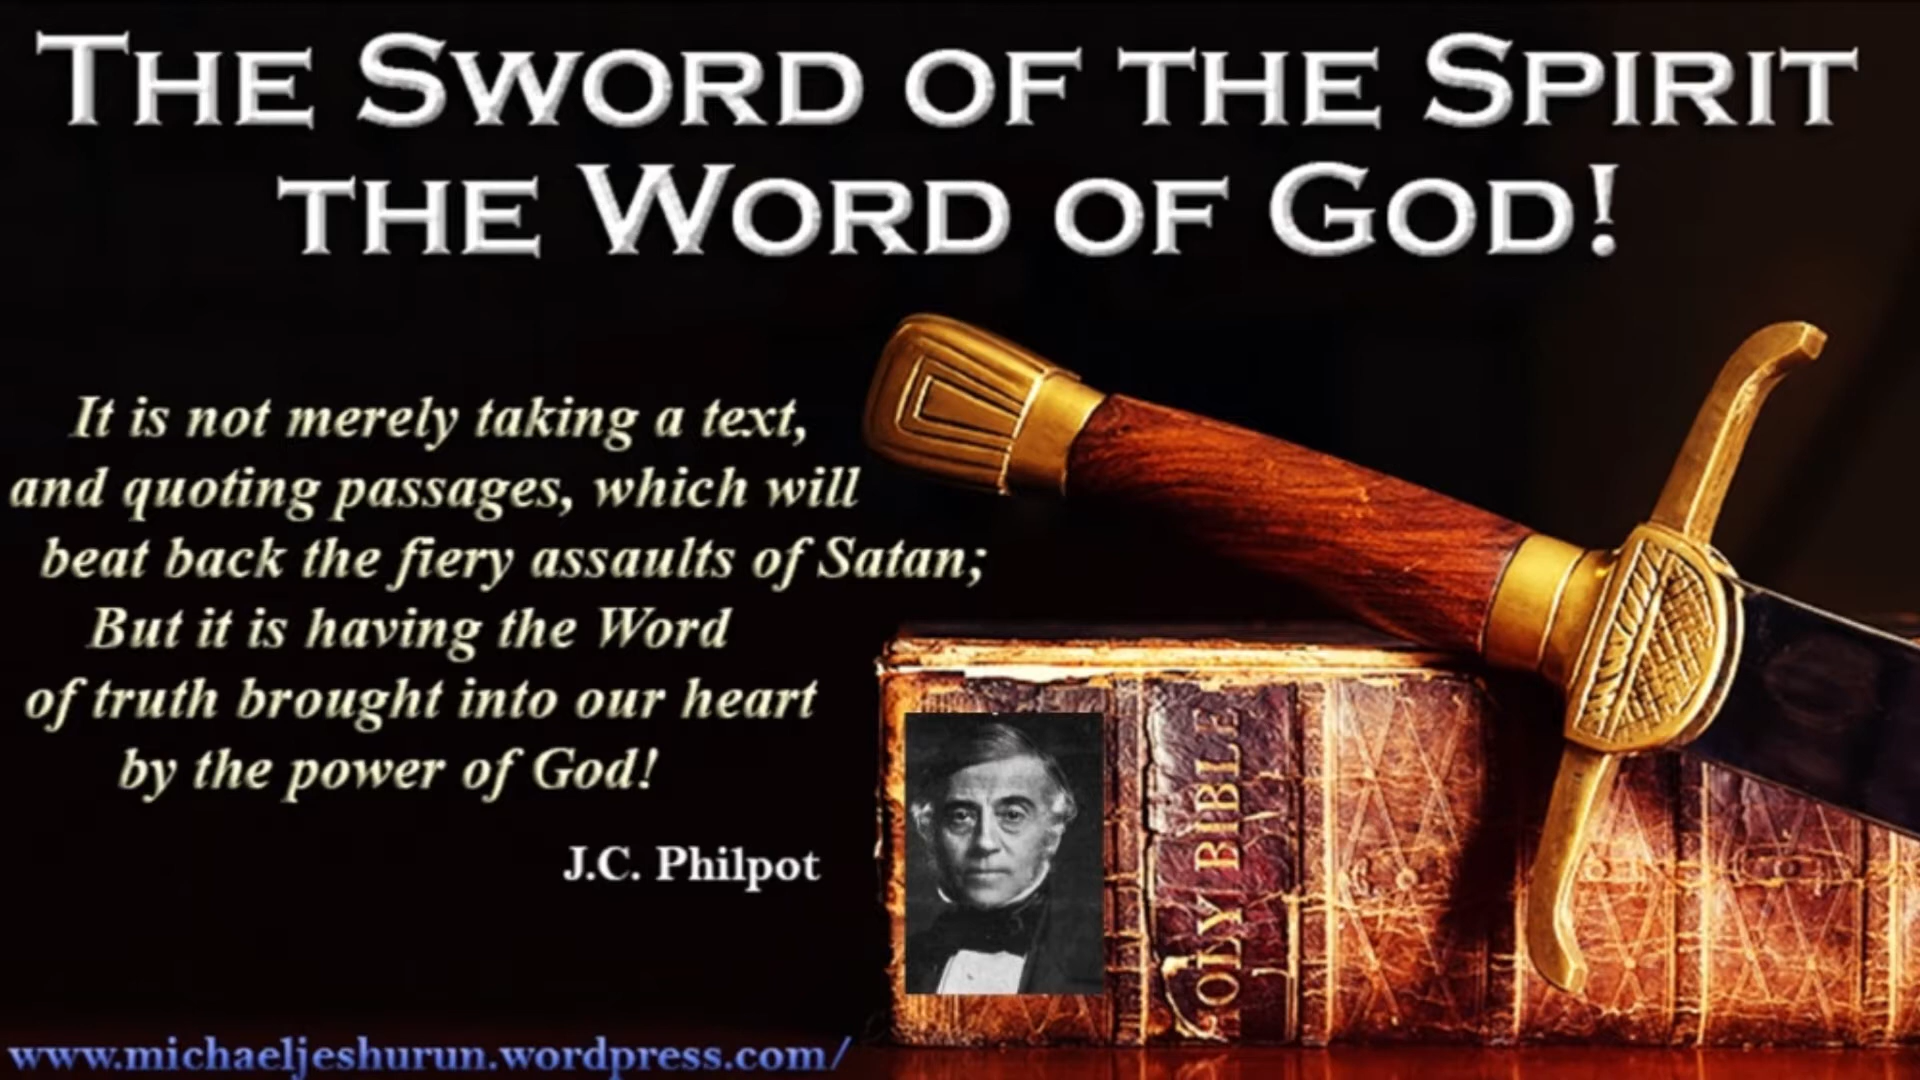 THE SWORD OF THE SPIRIT
THE WORD OF GOD!
It is not merely taking a text,
and quoting passages, which will
beat back the fiery assaults of Satan;
But it is having the Word
of truth brought into our heart
by the power of God!
J.C. Philpot
HOLY BIBLE
www.michaeljeshurun.wordpress.com/